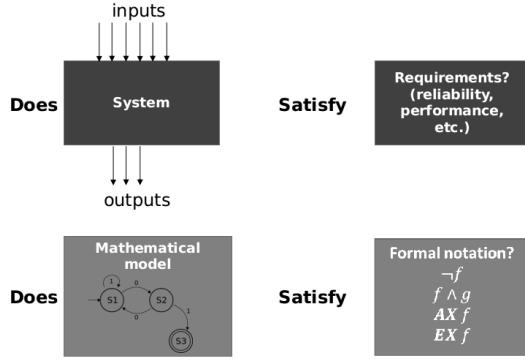 inputs
Does
System
Satisfy
Requirements?
(reliability,
performance,
etc.)
outputs
Does
Mathematical
model
1
S1
0
S2
0
1
S3
Satisfy
Formal notation?
¬f
f ∧ g
AX f
EX f